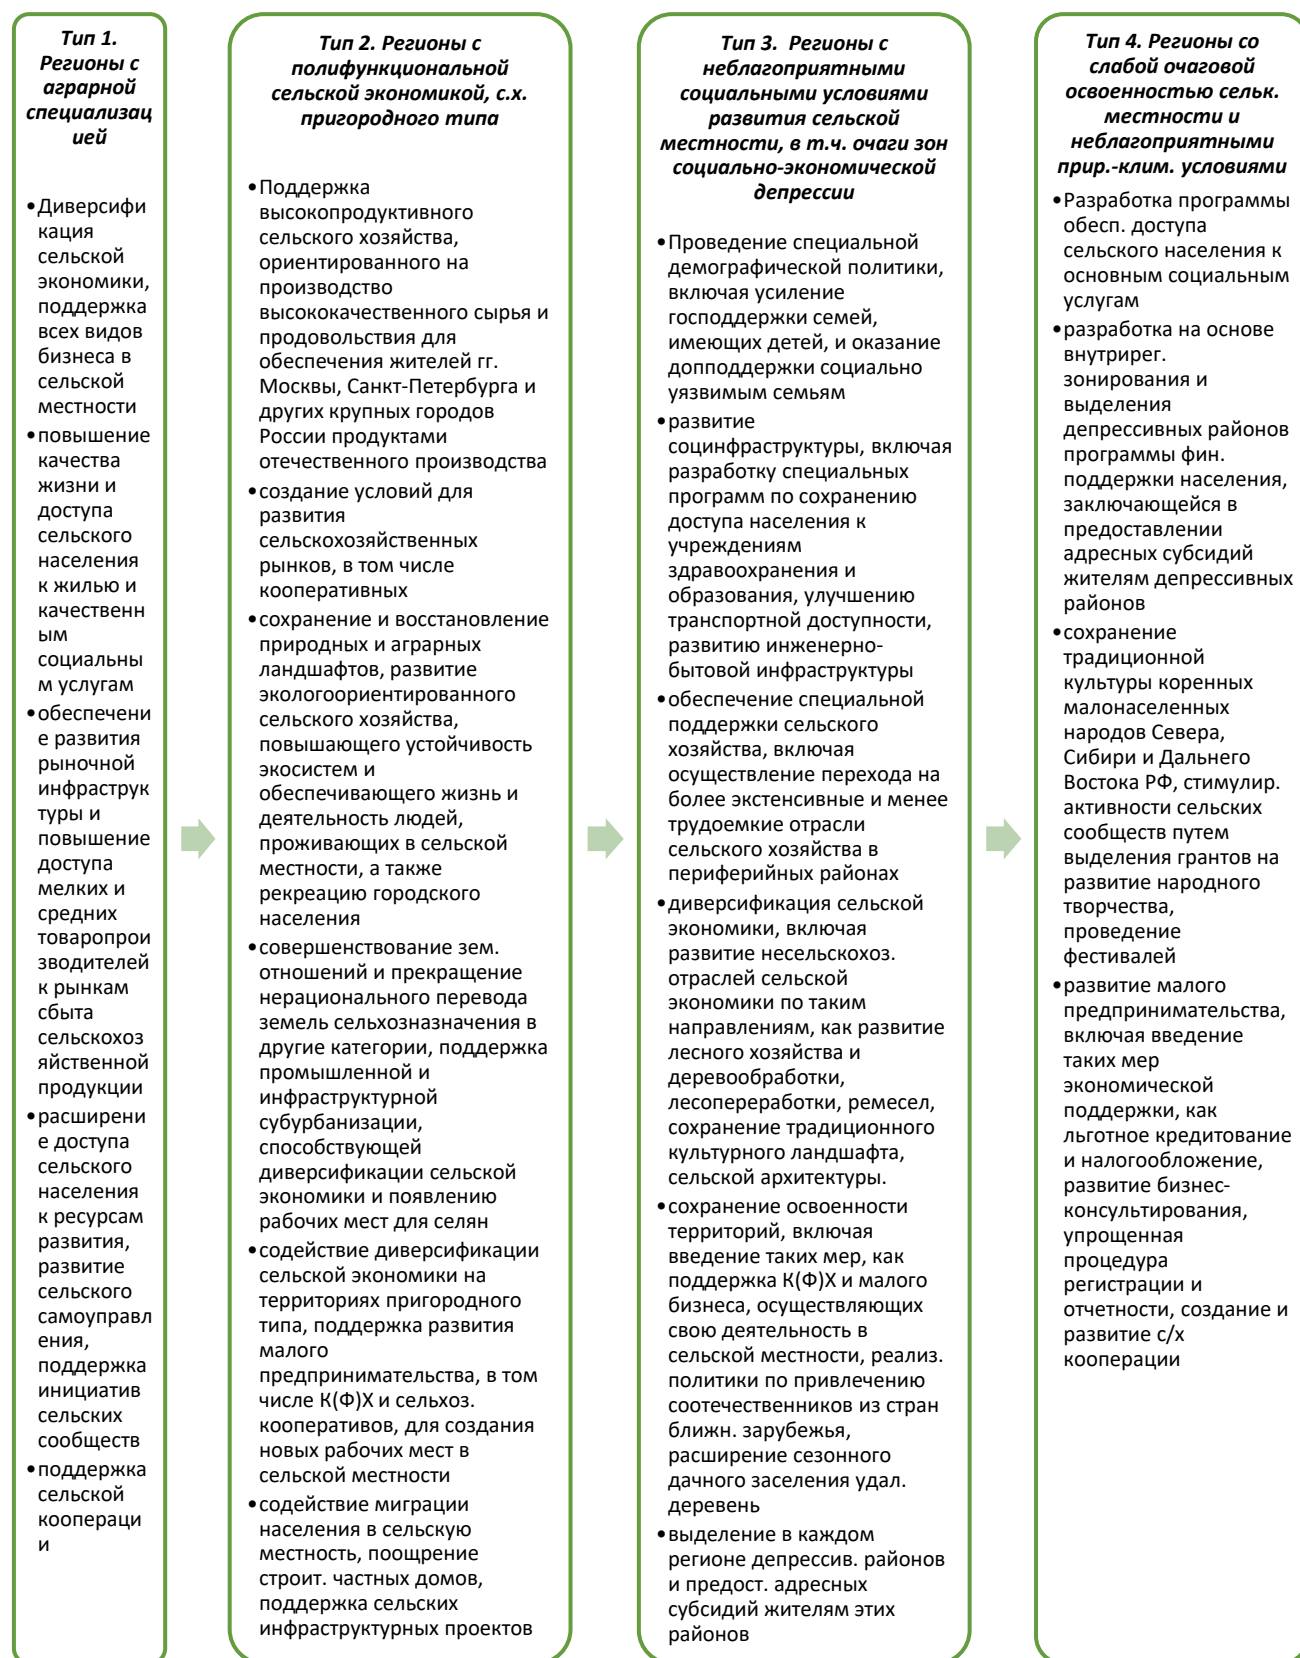 Тип 1.
Регионы с
аграрной
специализац
ией
•Диверсифи
кация
сельской
экономики,
поддержка
всех видов
бизнеса в
сельской
местности
•повышение
качества
жизни и
доступа
сельского
населения
к жилью и
качественн
ым
социальны
м услугам
•обеспечени
е развития
рыночной
инфраструк
туры и
повышение
доступа
мелких и
средних
товаропрои
зводителей
к рынкам
сбыта
сельскохоз
яйственной
продукции
•расширени
е доступа
сельского
населения
к ресурсам
развития,
развитие
сельского
самоуправл
ения,
поддержка
инициатив
сельских
сообществ
•поддержка
сельской
коопераци
и
Тип 2. Регионы с
полифункциональной
сельской экономикой, с.х.
пригородного типа
•Поддержка
высокопродуктивного
сельского хозяйства,
ориентированного на
производство
высококачественного сырья и
продовольствия для
обеспечения жителей гг.
Москвы, Санкт-Петербурга и
других крупных городов
России продуктами
отечественного производства
•создание условий для
развития
сельскохозяйственных
рынков, в том числе
кооперативных
•сохранение и восстановление
природных и аграрных
ландшафтов, развитие
экологоориентированного
сельского хозяйства,
повышающего устойчивость
экосистем и
обеспечивающего жизнь и
деятельность людей,
проживающих в сельской
местности, а также
рекреацию городского
населения
•совершенствование зем.
отношений и прекращение
нерационального перевода
земель сельхозназначения в
другие категории, поддержка
промышленной и
инфраструктурной
субурбанизации,
способствующей
диверсификации сельской
экономики и появлению
рабочих мест для селян
•содействие диверсификации
сельской экономики на
территориях пригородного
типа, поддержка развития
малого
предпринимательства, в том
числе К(Ф)Х и сельхоз.
кооперативов, для создания
новых рабочих мест в
сельской местности
•содействие миграции
населения в сельскую
местность, поощрение
строит. частных домов,
поддержка сельских
инфраструктурных проектов
Тип 3. Регионы с
неблагоприятными
социальными условиями
развития сельской
местности, в т.ч. очаги зон
социально-экономической
депрессии
•Проведение специальной
демографической политики,
включая усиление
господдержки семей,
имеющих детей, и оказание
допподдержки социально
уязвимым семьям
•развитие
социнфраструктуры, включая
разработку специальных
программ по сохранению
доступа населения к
учреждениям
здравоохранения и
образования, улучшению
транспортной доступности,
развитию инженерно-
бытовой инфраструктуры
•обеспечение специальной
поддержки сельского
хозяйства, включая
осуществление перехода на
более экстенсивные и менее
трудоемкие отрасли
сельского хозяйства в
периферийных районах
•диверсификация сельской
экономики, включая
развитие несельскохоз.
отраслей сельской
экономики по таким
направлениям, как развитие
лесного хозяйства и
деревообработки,
лесопереработки, ремесел,
сохранение традиционного
культурного ландшафта,
сельской архитектуры.
•сохранение освоенности
территорий, включая
введение таких мер, как
поддержка К(Ф)Х и малого
бизнеса, осуществляющих
свою деятельность в
сельской местности, реализ.
политики по привлечению
соотечественников из стран
ближн. зарубежья,
расширение сезонного
дачного заселения удал.
деревень
•выделение в каждом
регионе депрессив. районов
и предост. адресных
субсидий жителям этих
районов
Тип 4. Регионы со
слабой очаговой
освоенностью сельк.
местности и
неблагоприятными
прир.-клим. условиями
•Разработка программы
обесп. доступа
сельского населения к
основным социальным
услугам
•разработка на основе
внутрирег.
зонирования и
выделения
депрессивных районов
программы фин.
поддержки населения,
заключающейся в
предоставлении
адресных субсидий
жителям депрессивных
районов
•сохранение
традиционной
культуры коренных
малонаселенных
народов Севера,
Сибири и Дальнего
Востока РФ, стимулир.
активности сельских
сообществ путем
выделения грантов на
развитие народного
творчества,
проведение
фестивалей
•развитие малого
предпринимательства,
включая введение
таких мер
экономической
поддержки, как
льготное кредитование
и налогообложение,
развитие бизнес-
консультирования,
упрощенная
процедура
регистрации и
отчетности, создание и
развитие с/х
кооперации